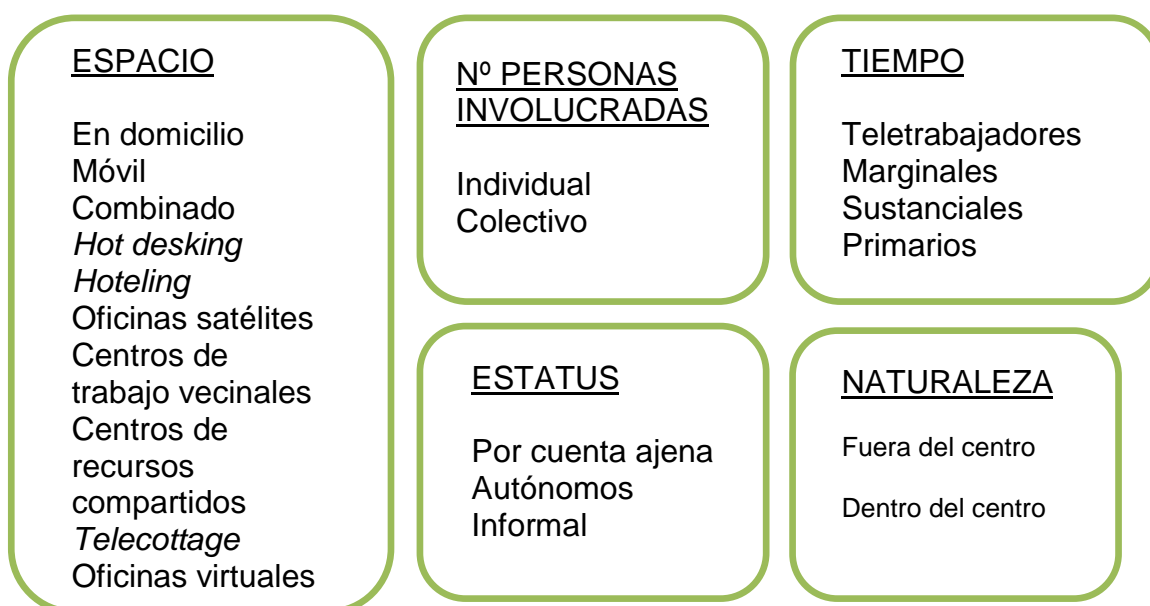 ESPACIO
En domicilio
Móvil
Combinado
Hot desking
Hoteling
Oficinas satélites
Centros de
trabajo vecinales
Centros de
recursos
compartidos
Telecottage
Oficinas virtuales
Nº PERSONAS
INVOLUCRADAS
Individual
Colectivo
TIEMPO
Teletrabajadores
Marginales
Sustanciales
Primarios
ESTATUS
Por cuenta ajena
Autónomos
Informal
NATURALEZA
Fuera del centro
Dentro del centro